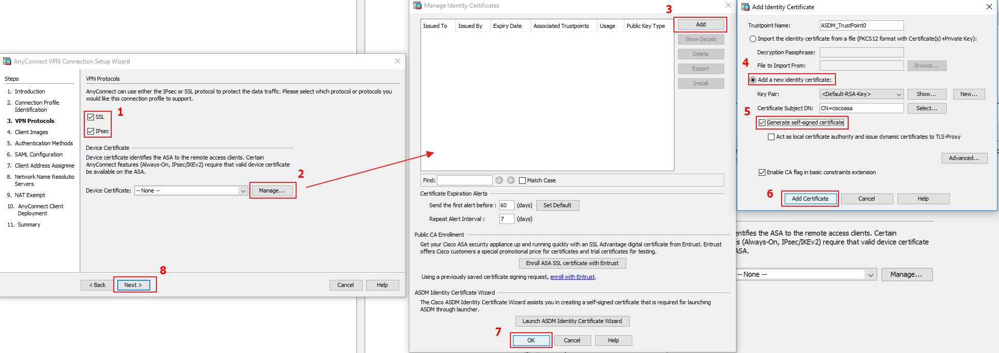 AnyConnect VPN Connection Setup Wizard
Steps
1. Introduction
2. Connection Profile
Identification
3. VPN Protocols
4. Client Images
5. Authentication Methods
6. SAML Configuration
7. Client Address Assignme
8. Network Name Resolutio
Servers
9. NAT Exempt
10. AnyConnect Client
Deployment
11. Summary
VPN Protocols
AnyConnect can use either the IPsec or SSL protocol to protect the data traffic. Please select which protocol or protocols you
would like this connection profile to support.
1
SSL
IPsec
Device Certificate
Device certificate identifies the ASA to the remote access clients. Certain
AnyConnect features (Always-On, IPsec/IKEv2) require that valid device certificate
be available on the ASA.
2
Device Certificate: -- None -- Manage...
8
< Back Next > Cancel Help
Manage Identity Certificates
3
Issued To Issued By Expiry Date Associated Trustpoints Usage Public Key Type
Add
Show Details
Delete
Export
Install
Find: Match Case
Certificate Expiration Alerts
Send the first alert before : 60 (days) Set Default
Repeat Alert Interval : 7 (days)
Public CA Enrollment
Get your Cisco ASA security appliance up and running quickly with an SSL Advantage digital certificate from Entrust. Entrust
offers Cisco customers a special promotional price for certificates and trial certificates for testing.
Enroll ASA SSL certificate with Entrust
Using a previously saved certificate signing request, enroll with Entrust.
ASDM Identity Certificate Wizard
The Cisco ASDM Identity Certificate Wizard assists you in creating a self-signed certificate that is required for launching
ASDM through launcher.
Launch ASDM Identity Certificate Wizard
7
OK Cancel Help
Add Identity Certificate
Trustpoint Name: ASDM_TrustPoint0
Import the identity certificate from a file (PKCS12 format with Certificate(s)+Private Key):
Decryption Passphrase:
4
File to Import From: Browse...
Add a new identity certificate:
Key Pair: <Default-RSA-Key> Show... New...
5
Certificate Subject DN: CN=ciscoasa Select...
Generate self-signed certificate
Act as local certificate authority and issue dynamic certificates to TLS-Proxy
Advanced...
Enable CA flag in basic constraints extension
6
Add Certificate Cancel Help
entifies the ASA to the remote access clients. Certain
s (Always-On, IPsec/IKEv2) require that valid device certificate
ASA.
-- None -- Manage...